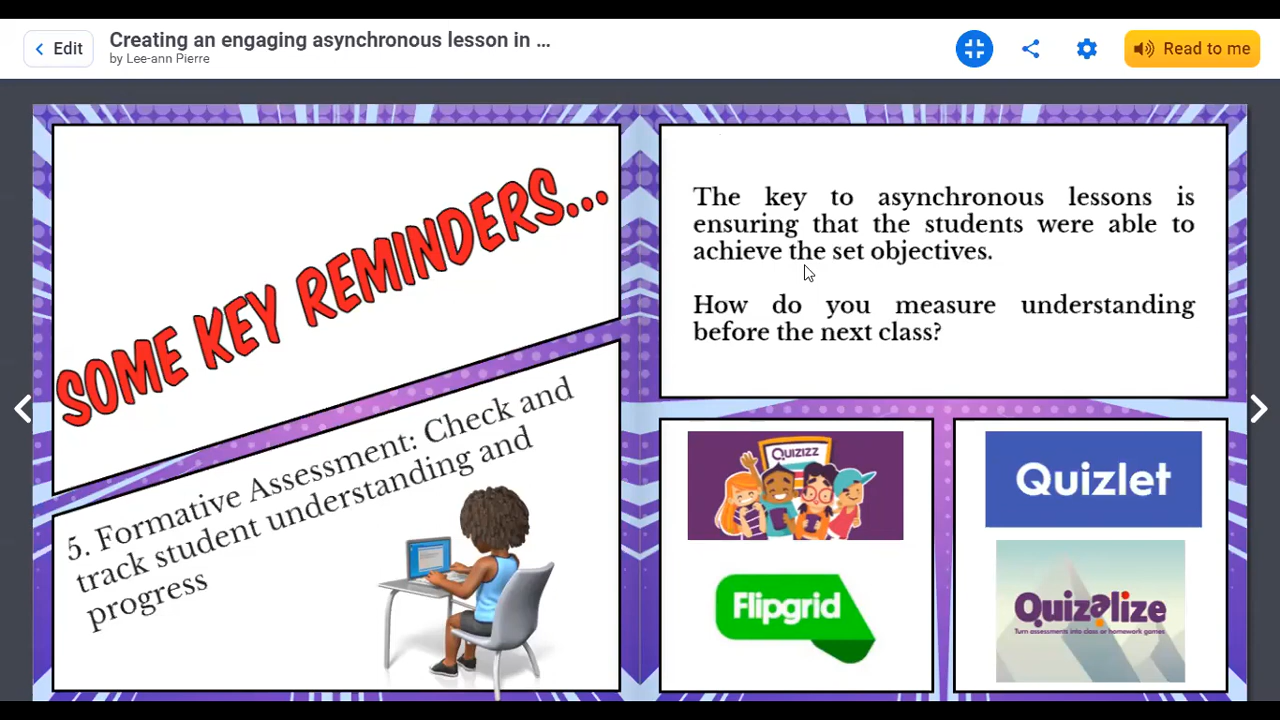 Edit
Creating an engaging asynchronous lesson in ...
by Lee-ann Pierre
Read to me
SOME KEY REMINDERS...
5. Formative Assessment: Check and
track student understanding and
progress
The key to asynchronous lessons is
ensuring that the students were able to
achieve the set objectives.
How do you measure understanding
before the next class?
Quizizz
Quizlet
Flipgrid
Quizalize
Turn assessments into class or homework games